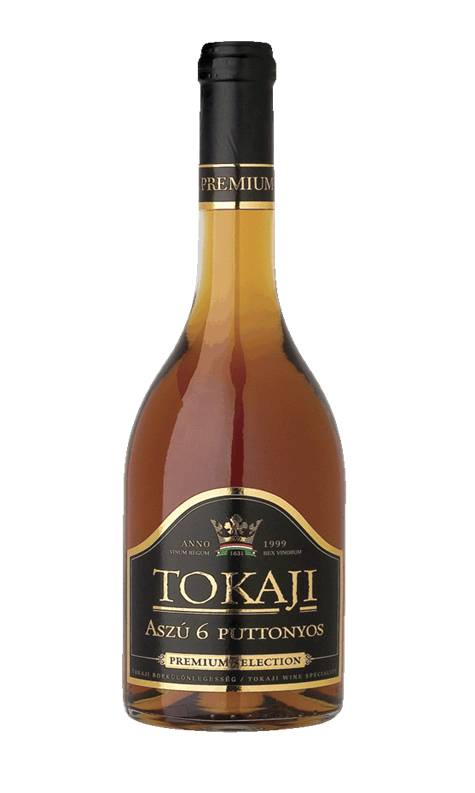 PREMIUM
ANNO 1999
VINUM REGUM REX VINORUM
1631
TOKAJI
ASZÚ 6 PUTTONYOS
PREMIUM SELECTION
TOKAJI BORKÜLÖNLEGESSÉG / TOKAJI WINE SPECIALITY